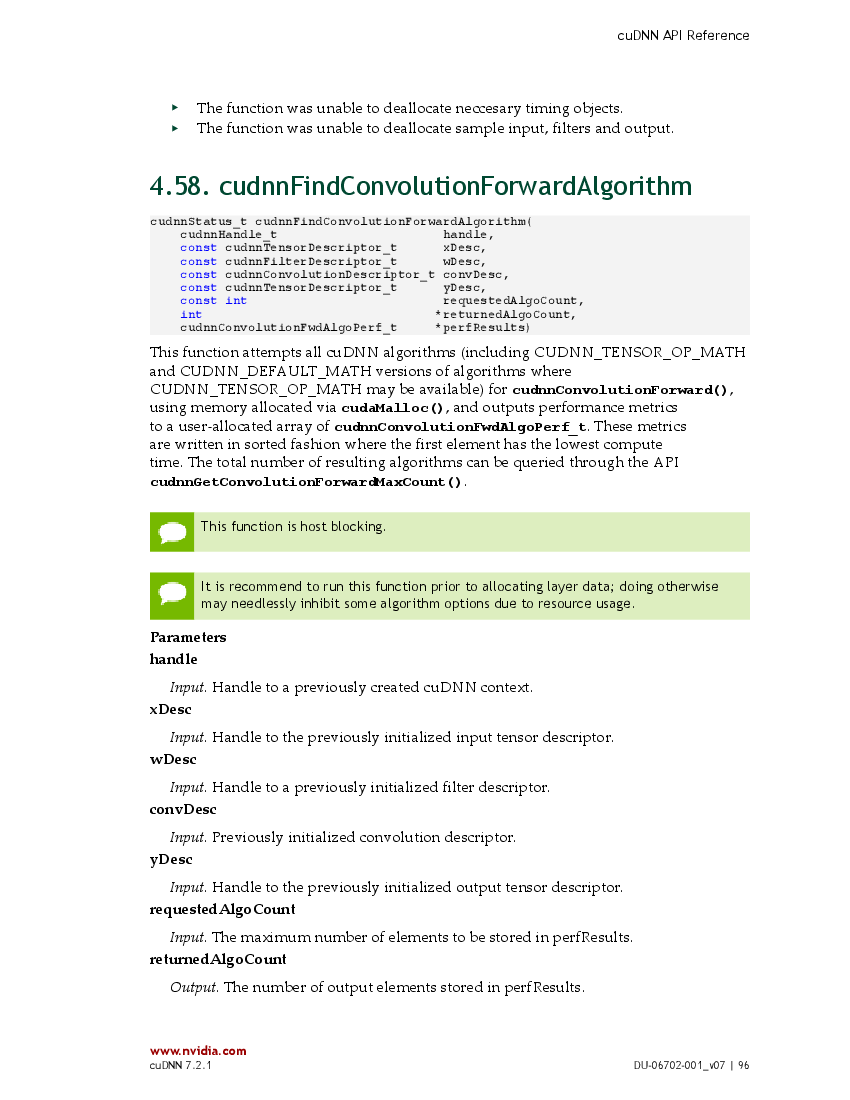 cuDNN API Reference
▸ The function was unable to deallocate neccesary timing objects.
▸ The function was unable to deallocate sample input, filters and output.
4.58. cudnnFindConvolutionForwardAlgorithm
cudnnStatus_t cudnnFindConvolutionForwardAlgorithm(
cudnnHandle_t handle,
const cudnnTensorDescriptor_t xDesc,
const cudnnFilterDescriptor_t wDesc,
const cudnnConvolutionDescriptor_t convDesc,
const cudnnTensorDescriptor_t yDesc,
const int requestedAlgoCount,
int *returnedAlgoCount,
cudnnConvolutionFwdAlgoPerf_t *perfResults)
This function attempts all cuDNN algorithms (including CUDNN_TENSOR_OP_MATH
and CUDNN_DEFAULT_MATH versions of algorithms where
CUDNN_TENSOR_OP_MATH may be available) for cudnnConvolutionForward(),
using memory allocated via cudaMalloc(), and outputs performance metrics
to a user-allocated array of cudnnConvolutionFwdAlgoPerf_t. These metrics
are written in sorted fashion where the first element has the lowest compute
time. The total number of resulting algorithms can be queried through the API
cudnnGetConvolutionForwardMaxCount().
This function is host blocking.
It is recommend to run this function prior to allocating layer data; doing otherwise
may needlessly inhibit some algorithm options due to resource usage.
Parameters
handle
Input. Handle to a previously created cuDNN context.
xDesc
Input. Handle to the previously initialized input tensor descriptor.
wDesc
Input. Handle to a previously initialized filter descriptor.
convDesc
Input. Previously initialized convolution descriptor.
yDesc
Input. Handle to the previously initialized output tensor descriptor.
requestedAlgoCount
Input. The maximum number of elements to be stored in perfResults.
returnedAlgoCount
Output. The number of output elements stored in perfResults.
www.nvidia.com
cuDNN 7.2.1 DU-06702-001_v07 | 96